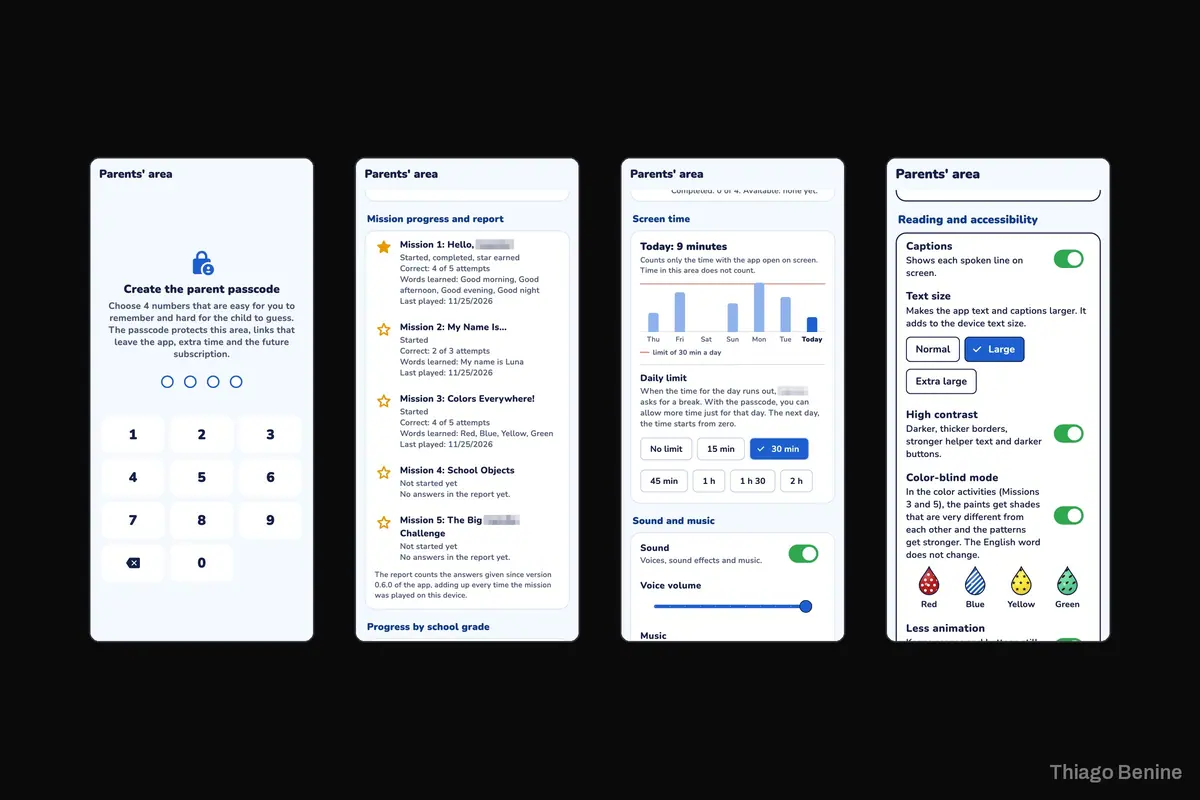 Parents' area
Create the parent passcode
Choose 4 numbers that are easy for you to
remember and hard for the child to guess.
The passcode protects this area, links that
leave the app, extra time and the future
subscription.
1 2 3
4 5 6
7 8 9
0
Parents' area
Mission progress and report
Mission 1: Hello,
Started, completed, star earned
Correct: 4 of 5 attempts
Words learned: Good morning, Good
afternoon, Good evening, Good night
Last played: 11/25/2026
Mission 2: My Name Is...
Started
Correct: 2 of 3 attempts
Words learned: My name is Luna
Last played: 11/25/2026
Mission 3: Colors Everywhere!
Started
Correct: 4 of 5 attempts
Words learned: Red, Blue, Yellow, Green
Last played: 11/25/2026
Mission 4: School Objects
Not started yet
No answers in the report yet.
Mission 5: The Big
Challenge
Not started yet
No answers in the report yet.
The report counts the answers given since version
0.6.0 of the app, adding up every time the mission
was played on this device.
Progress by school grade
Parents' area
Completed: 0 of 4. Available: none yet.
Screen time
Today: 9 minutes
Counts only the time with the app open on screen.
Time in this area does not count.
Thu Fri Sat Sun Mon Tue Today
limit of 30 min a day
Daily limit
When the time for the day runs out,
asks for a break. With the passcode, you can
allow more time just for that day. The next day,
the time starts from zero.
No limit 15 min 30 min
45 min 1 h 1 h 30 2 h
Sound and music
Sound
Voices, sound effects and music.
Voice volume
Music
Parents' area
Reading and accessibility
Captions
Shows each spoken line on
screen.
Text size
Makes the app text and captions larger. It
adds to the device text size.
Normal Large
Extra large
High contrast
Darker, thicker borders,
stronger helper text and darker
buttons.
Color-blind mode
In the color activities (Missions
3 and 5), the paints get shades
that are very different from
each other and the patterns
get stronger. The English word
does not change.
Red Blue Yellow Green
Less animation
Thiago Benine